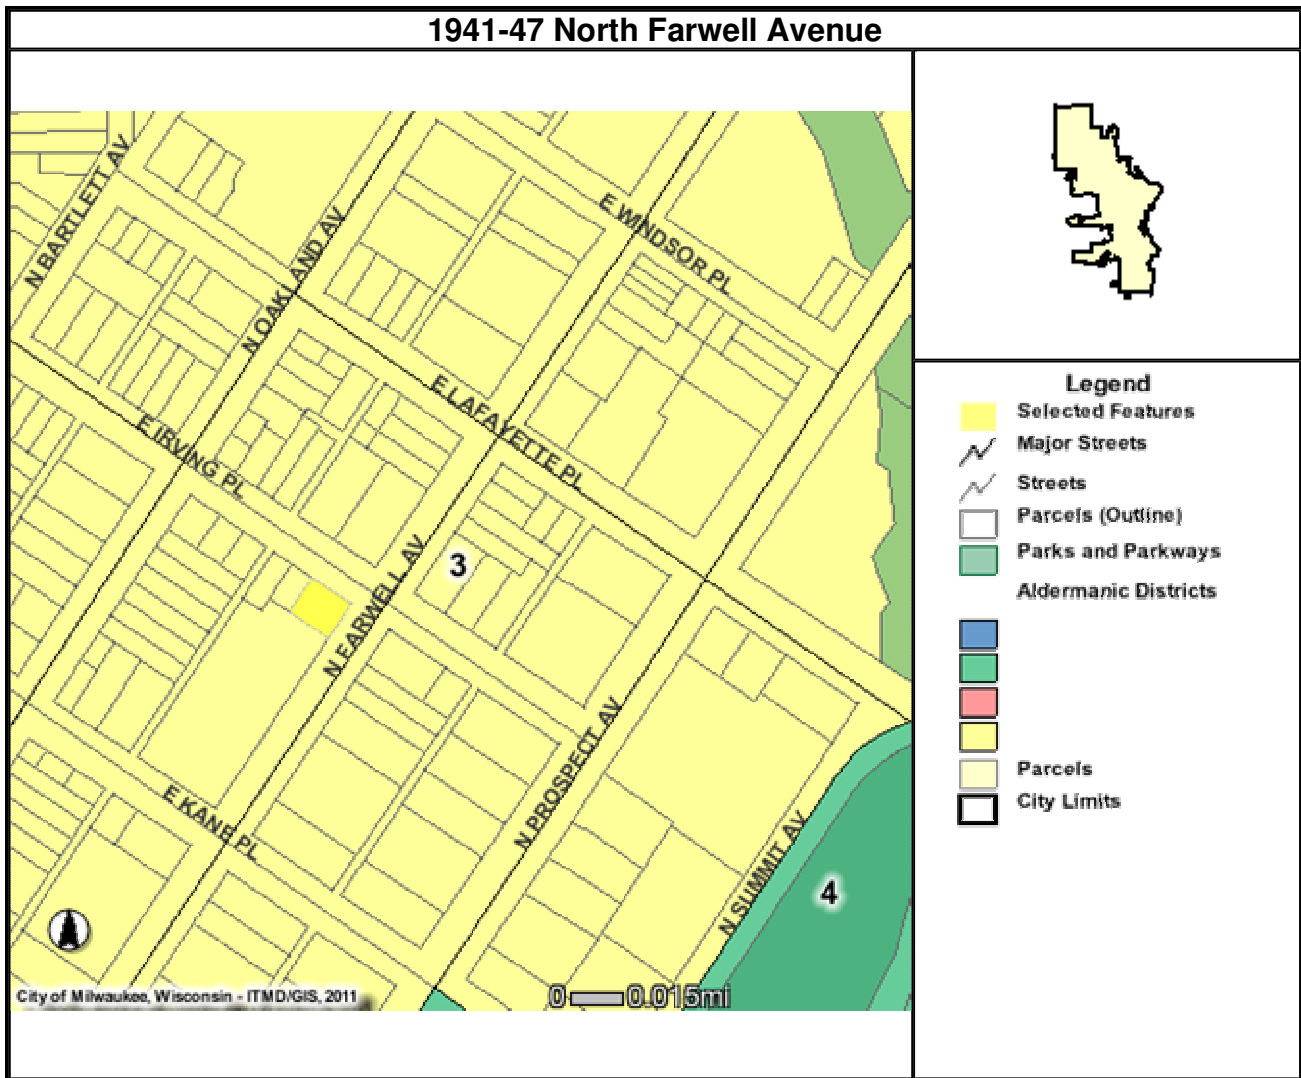 1941-47 North Farwell Avenue
N BARTLETT AV
N OAKLAND AV
E WINDSOR PL
E LAFAYETTE PL
E IRVING PL
N FARWELL AV
3
N PROSPECT AV
E KANE PL
N SUMMIT AV
4
City of Milwaukee, Wisconsin - ITMD/GIS, 2011
0 0.015mi
Legend
Selected Features
Major Streets
Streets
Parcels (Outline)
Parks and Parkways
Aldermanic Districts
Parcels
City Limits